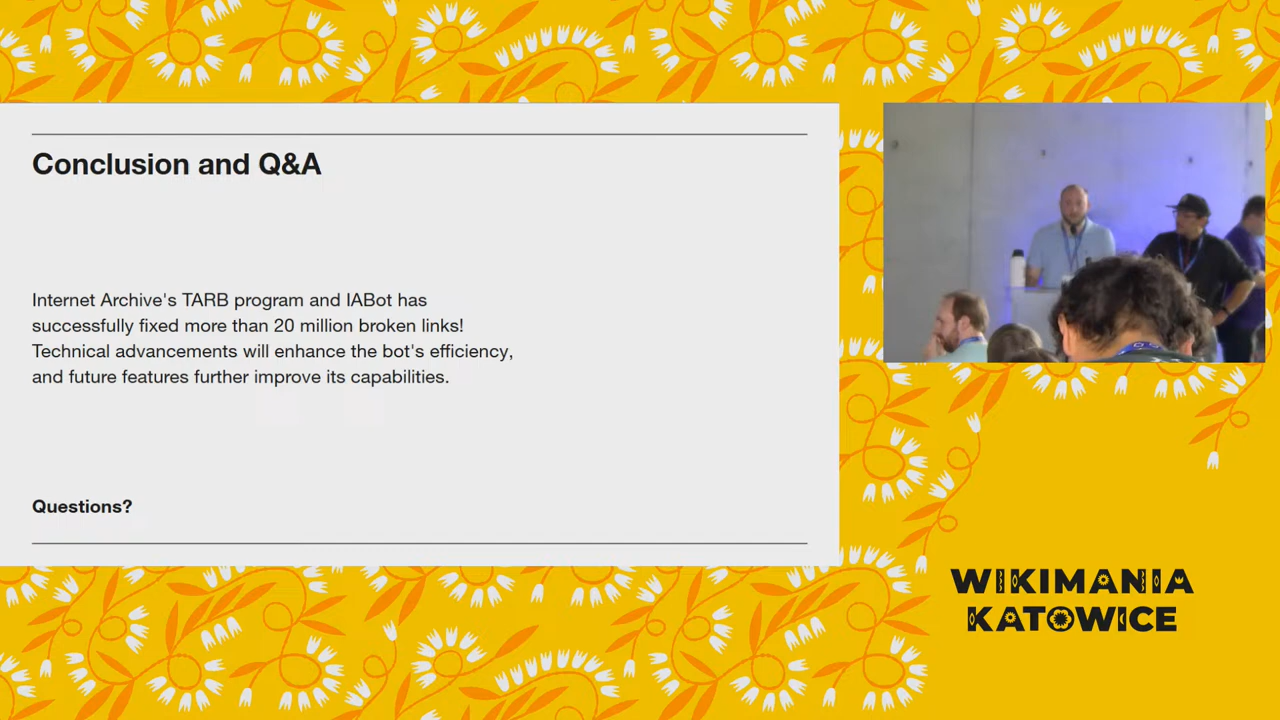 Conclusion and Q&A
Internet Archive's TARB program and IABot has
successfully fixed more than 20 million broken links!
Technical advancements will enhance the bot's efficiency,
and future features further improve its capabilities.
Questions?
WIKIMANIA
KATOWICE